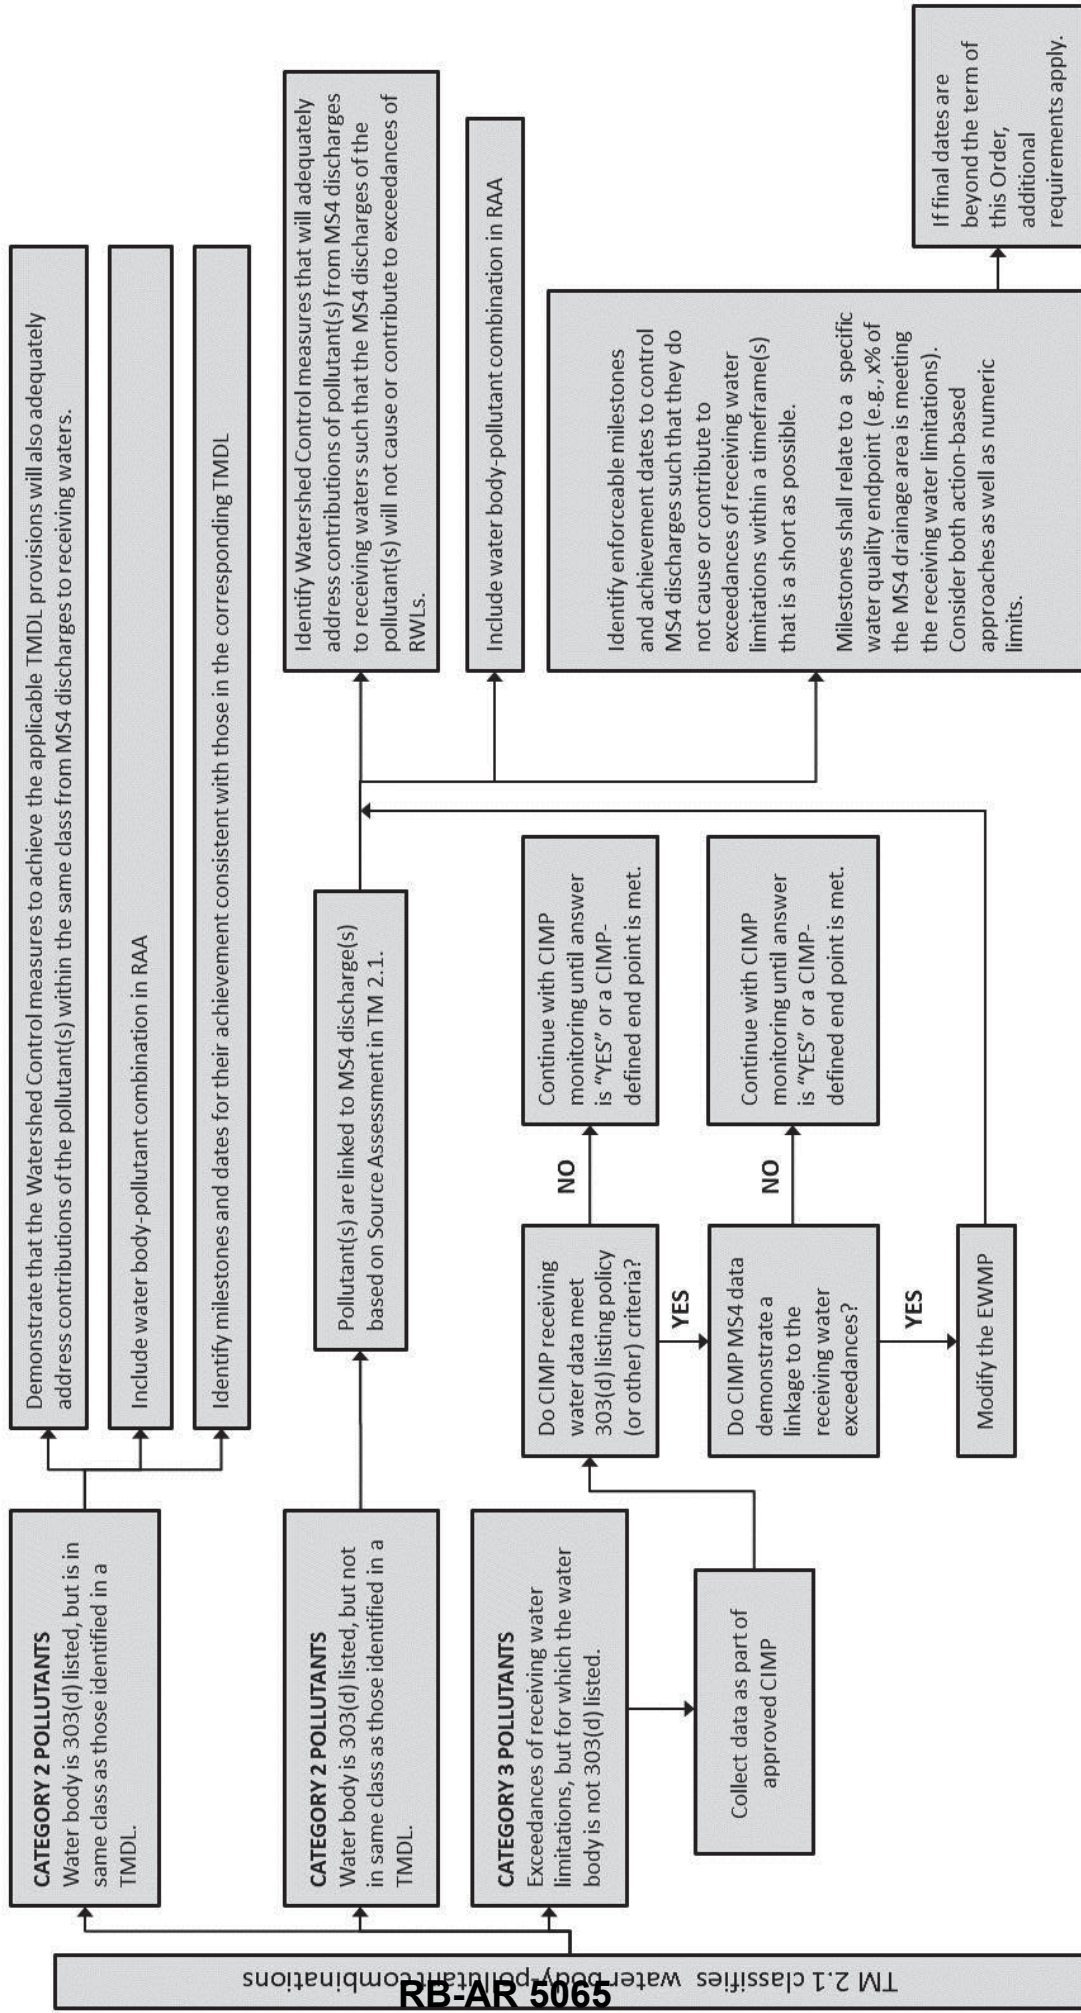 TM 2.1 classifies water body-pollutant combinations
CATEGORY 2 POLLUTANTS
Water body is 303(d) listed, but is in
same class as those identified in a
TMDL.
Demonstrate that the Watershed Control measures to achieve the applicable TMDL provisions will also adequately
address contributions of the pollutant(s) within the same class from MS4 discharges to receiving waters.
Include water body-pollutant combination in RAA
Identify milestones and dates for their achievement consistent with those in the corresponding TMDL
CATEGORY 2 POLLUTANTS
Water body is 303(d) listed, but not
in same class as those identified in a
TMDL.
Pollutant(s) are linked to MS4 discharge(s)
based on Source Assessment in TM 2.1.
Identify Watershed Control measures that will adequately
address contributions of pollutant(s) from MS4 discharges
to receiving waters such that the MS4 discharges of the
pollutant(s) will not cause or contribute to exceedances of
RWLs.
Include water body-pollutant combination in RAA
Identify enforceable milestones
and achievement dates to control
MS4 discharges such that they do
not cause or contribute to
exceedances of receiving water
limitations within a timeframe(s)
that is a short as possible.
Milestones shall relate to a specific
water quality endpoint (e.g., x% of
the MS4 drainage area is meeting
the receiving water limitations).
Consider both action-based
approaches as well as numeric
limits.
If final dates are
beyond the term of
this Order,
additional
requirements apply.
CATEGORY 3 POLLUTANTS
Exceedances of receiving water
limitations, but for which the water
body is not 303(d) listed.
Collect data as part of
approved CIMP
Do CIMP receiving
water data meet
303(d) listing policy
(or other) criteria?
NO
Continue with CIMP
monitoring until answer
is “YES” or a CIMP-
defined end point is met.
YES
Do CIMP MS4 data
demonstrate a
linkage to the
receiving water
exceedances?
NO
Continue with CIMP
monitoring until answer
is “YES” or a CIMP-
defined end point is met.
YES
Modify the EWMP
RB-AR 5065